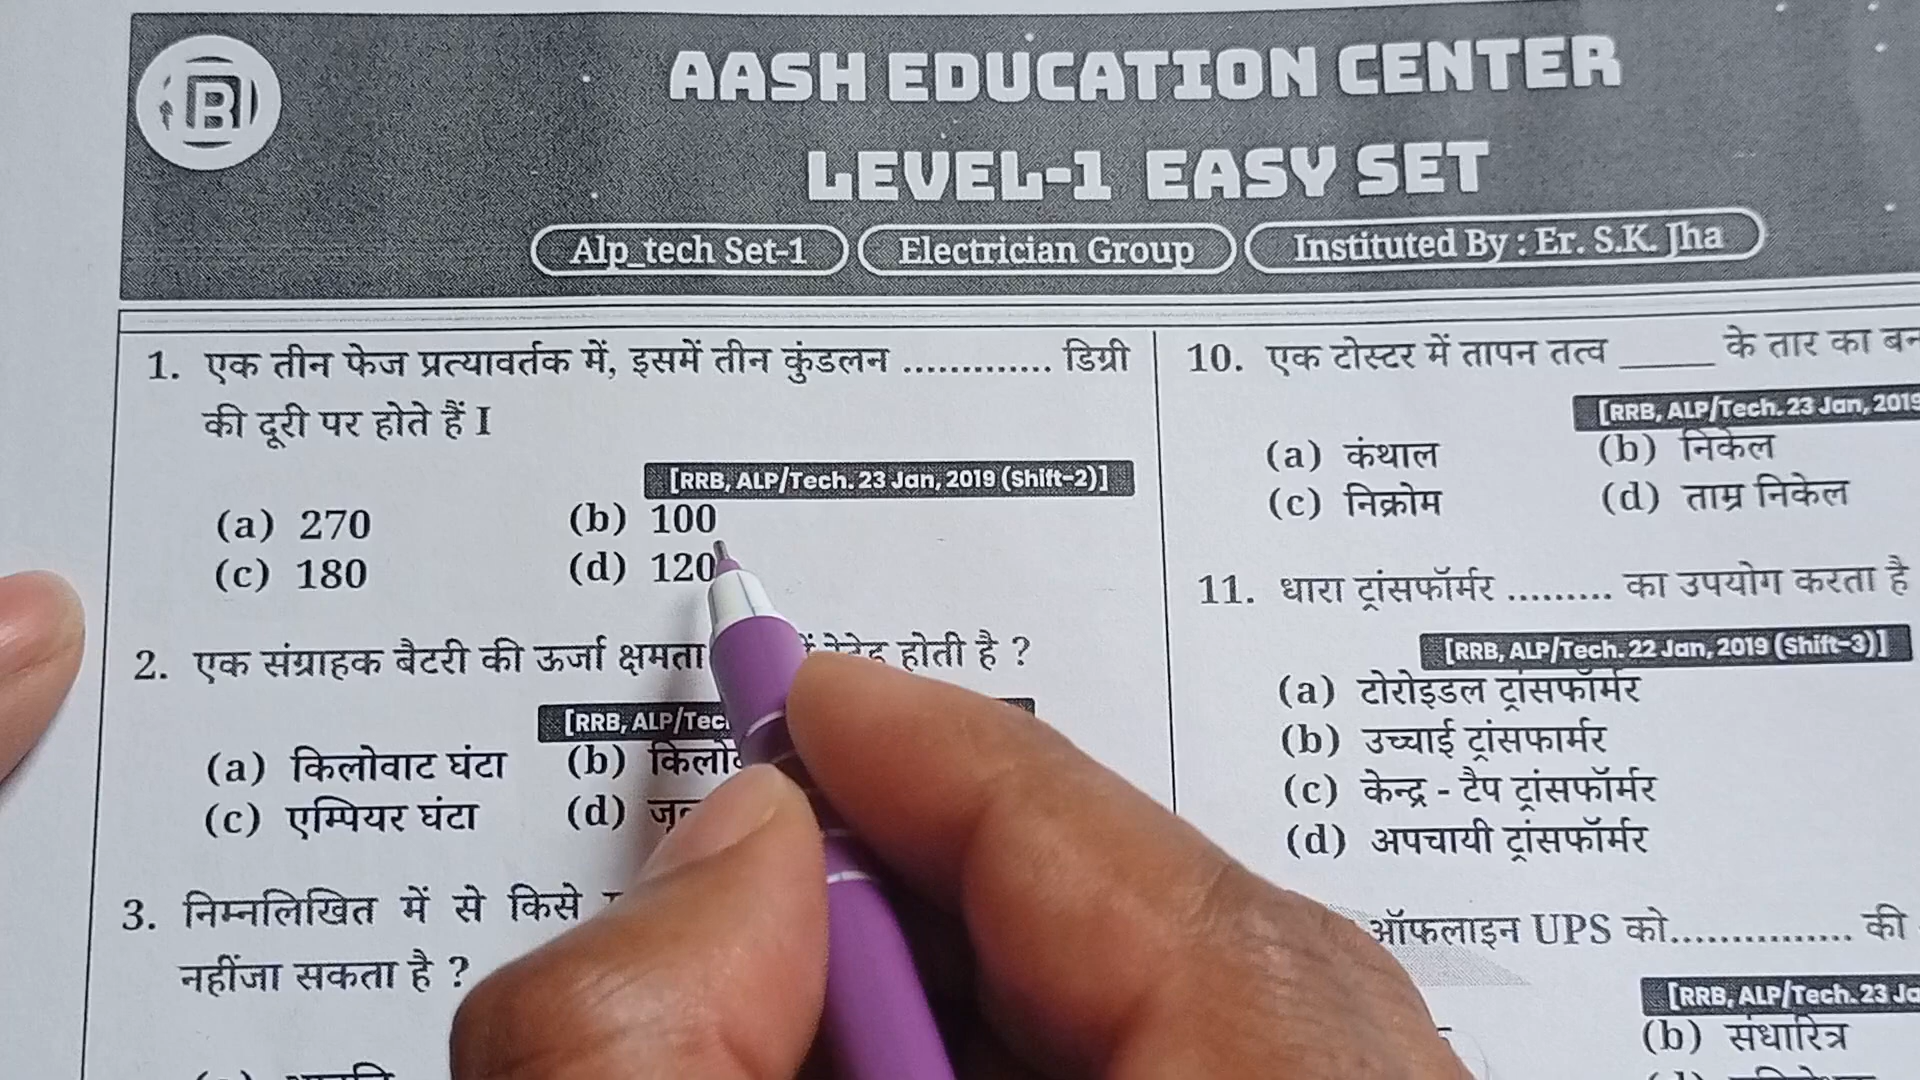 AASH EDUCATION CENTER
LEVEL-1 EASY SET
Alp_tech Set-1 Electrician Group Instituted By : Er. S.K. Jha
1. एक तीन फेज प्रत्यावर्तक में, इसमें तीन कुंडलन ............. डिग्री
की दूरी पर होते हैं I
[RRB, ALP/Tech. 23 Jan, 2019 (Shift-2)]
(a) 270 (b) 100
(c) 180 (d) 120
2. एक संग्राहक बैटरी की ऊर्जा क्षमता होती है ?
[RRB, ALP/Tec
(a) किलोवाट घंटा (b)
(c) एम्पियर घंटा (d)
3. निम्नलिखित में से किसे
नहींजा सकता है ?
10. एक टोस्टर में तापन तत्व _____ के तार का
[RRB, ALP/Tech. 23 Jan, 2019
(a) कंथाल (b) निकेल
(c) निक्रोम (d) ताम्र निकेल
11. धारा ट्रांसफॉर्मर ......... का उपयोग करता है
[RRB, ALP/Tech. 22 Jan, 2019 (Shift-3)]
(a) टोरोइडल ट्रांसफॉर्मर
(b) उच्चाई ट्रांसफार्मर
(c) केन्द्र - टैप ट्रांसफॉर्मर
(d) अपचायी ट्रांसफॉर्मर
ऑफलाइन UPS को............... की
[RRB, ALP/Tech. 23 Ja
(b) संधारित्र